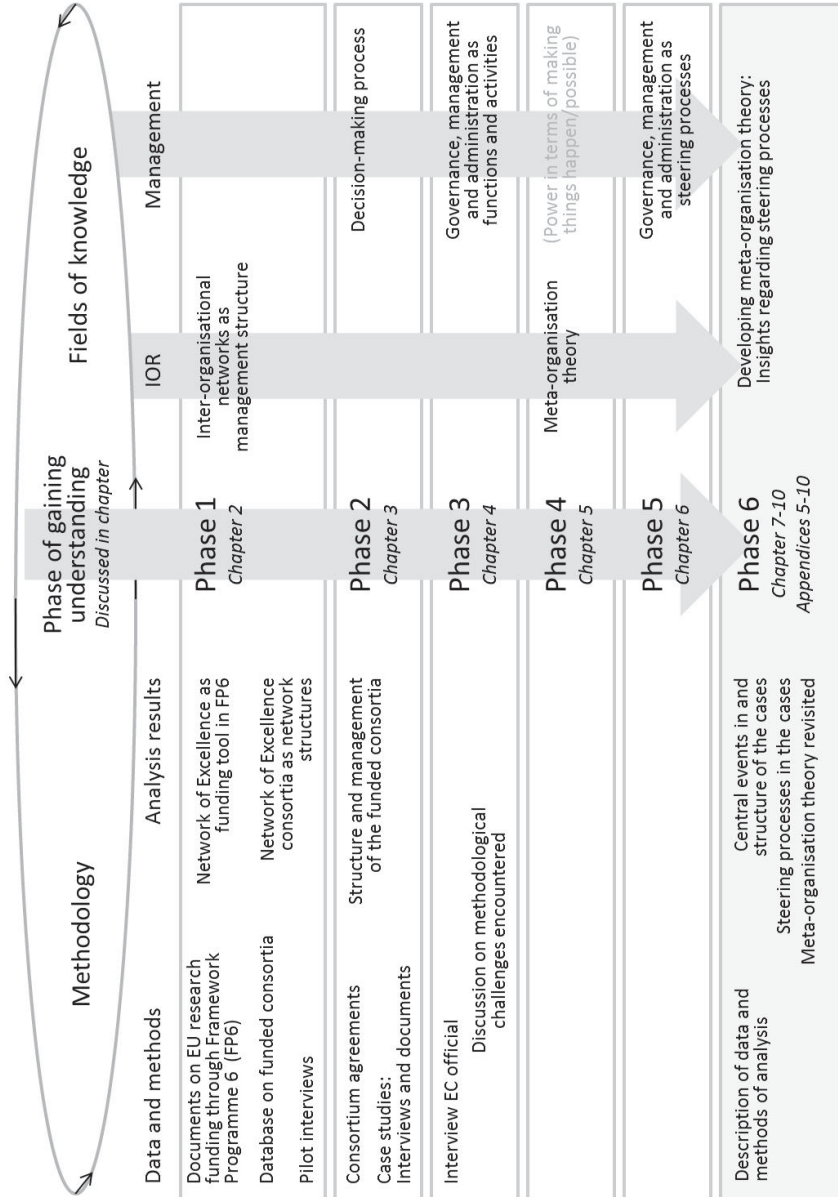 Methodology
Phase of gaining
understanding
Discussed in chapter
Fields of knowledge
Data and methods
Analysis results
IOR
Management
Documents on EU research
funding through Framework
Programme 6 (FP6)
Database on funded consortia
Pilot interviews
Network of Excellence as
funding tool in FP6
Network of Excellence
consortia as network
structures
Phase 1
Chapter 2
Inter-organisational
networks as
management structure
Consortium agreements
Case studies:
Interviews and documents
Structure and management
of the funded consortia
Phase 2
Chapter 3
Decision-making process
Interview EC official
Discussion on methodological
challenges encountered
Phase 3
Chapter 4
Governance, management
and administration as
functions and activities
Phase 4
Chapter 5
Meta-organisation
theory
(Power in terms of making
things happen/possible)
Phase 5
Chapter 6
Governance, management
and administration as
steering processes
Description of data and
methods of analysis
Central events in and
structure of the cases
Steering processes in the cases
Meta-organisation theory revisited
Phase 6
Chapter 7-10
Appendices 5-10
Developing meta-organisation theory:
Insights regarding steering processes